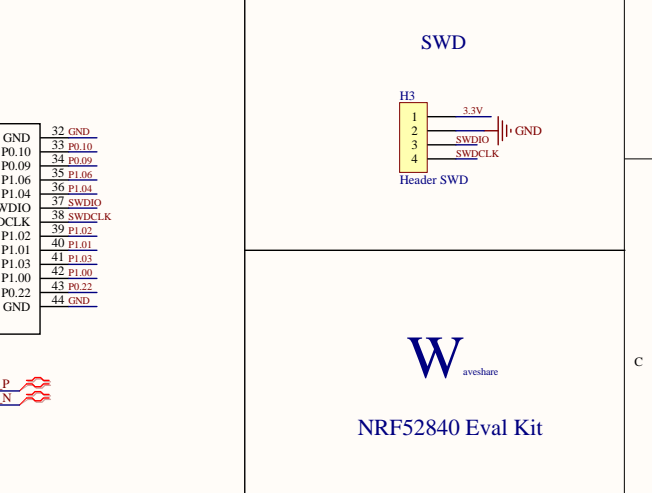 SWD
H3
1 3.3V
2 GND
3 SWDIO
4 SWDCLK
Header SWD
GND 32 GND
P0.10 33 P0.10
P0.09 34 P0.09
P1.06 35 P1.06
P1.04 36 P1.04
WDIO 37 SWDIO
DCLK 38 SWDCLK
P1.02 39 P1.02
P1.01 40 P1.01
P1.03 41 P1.03
P1.00 42 P1.00
P0.22 43 P0.22
GND 44 GND
P
N
Waveshare
NRF52840 Eval Kit
C